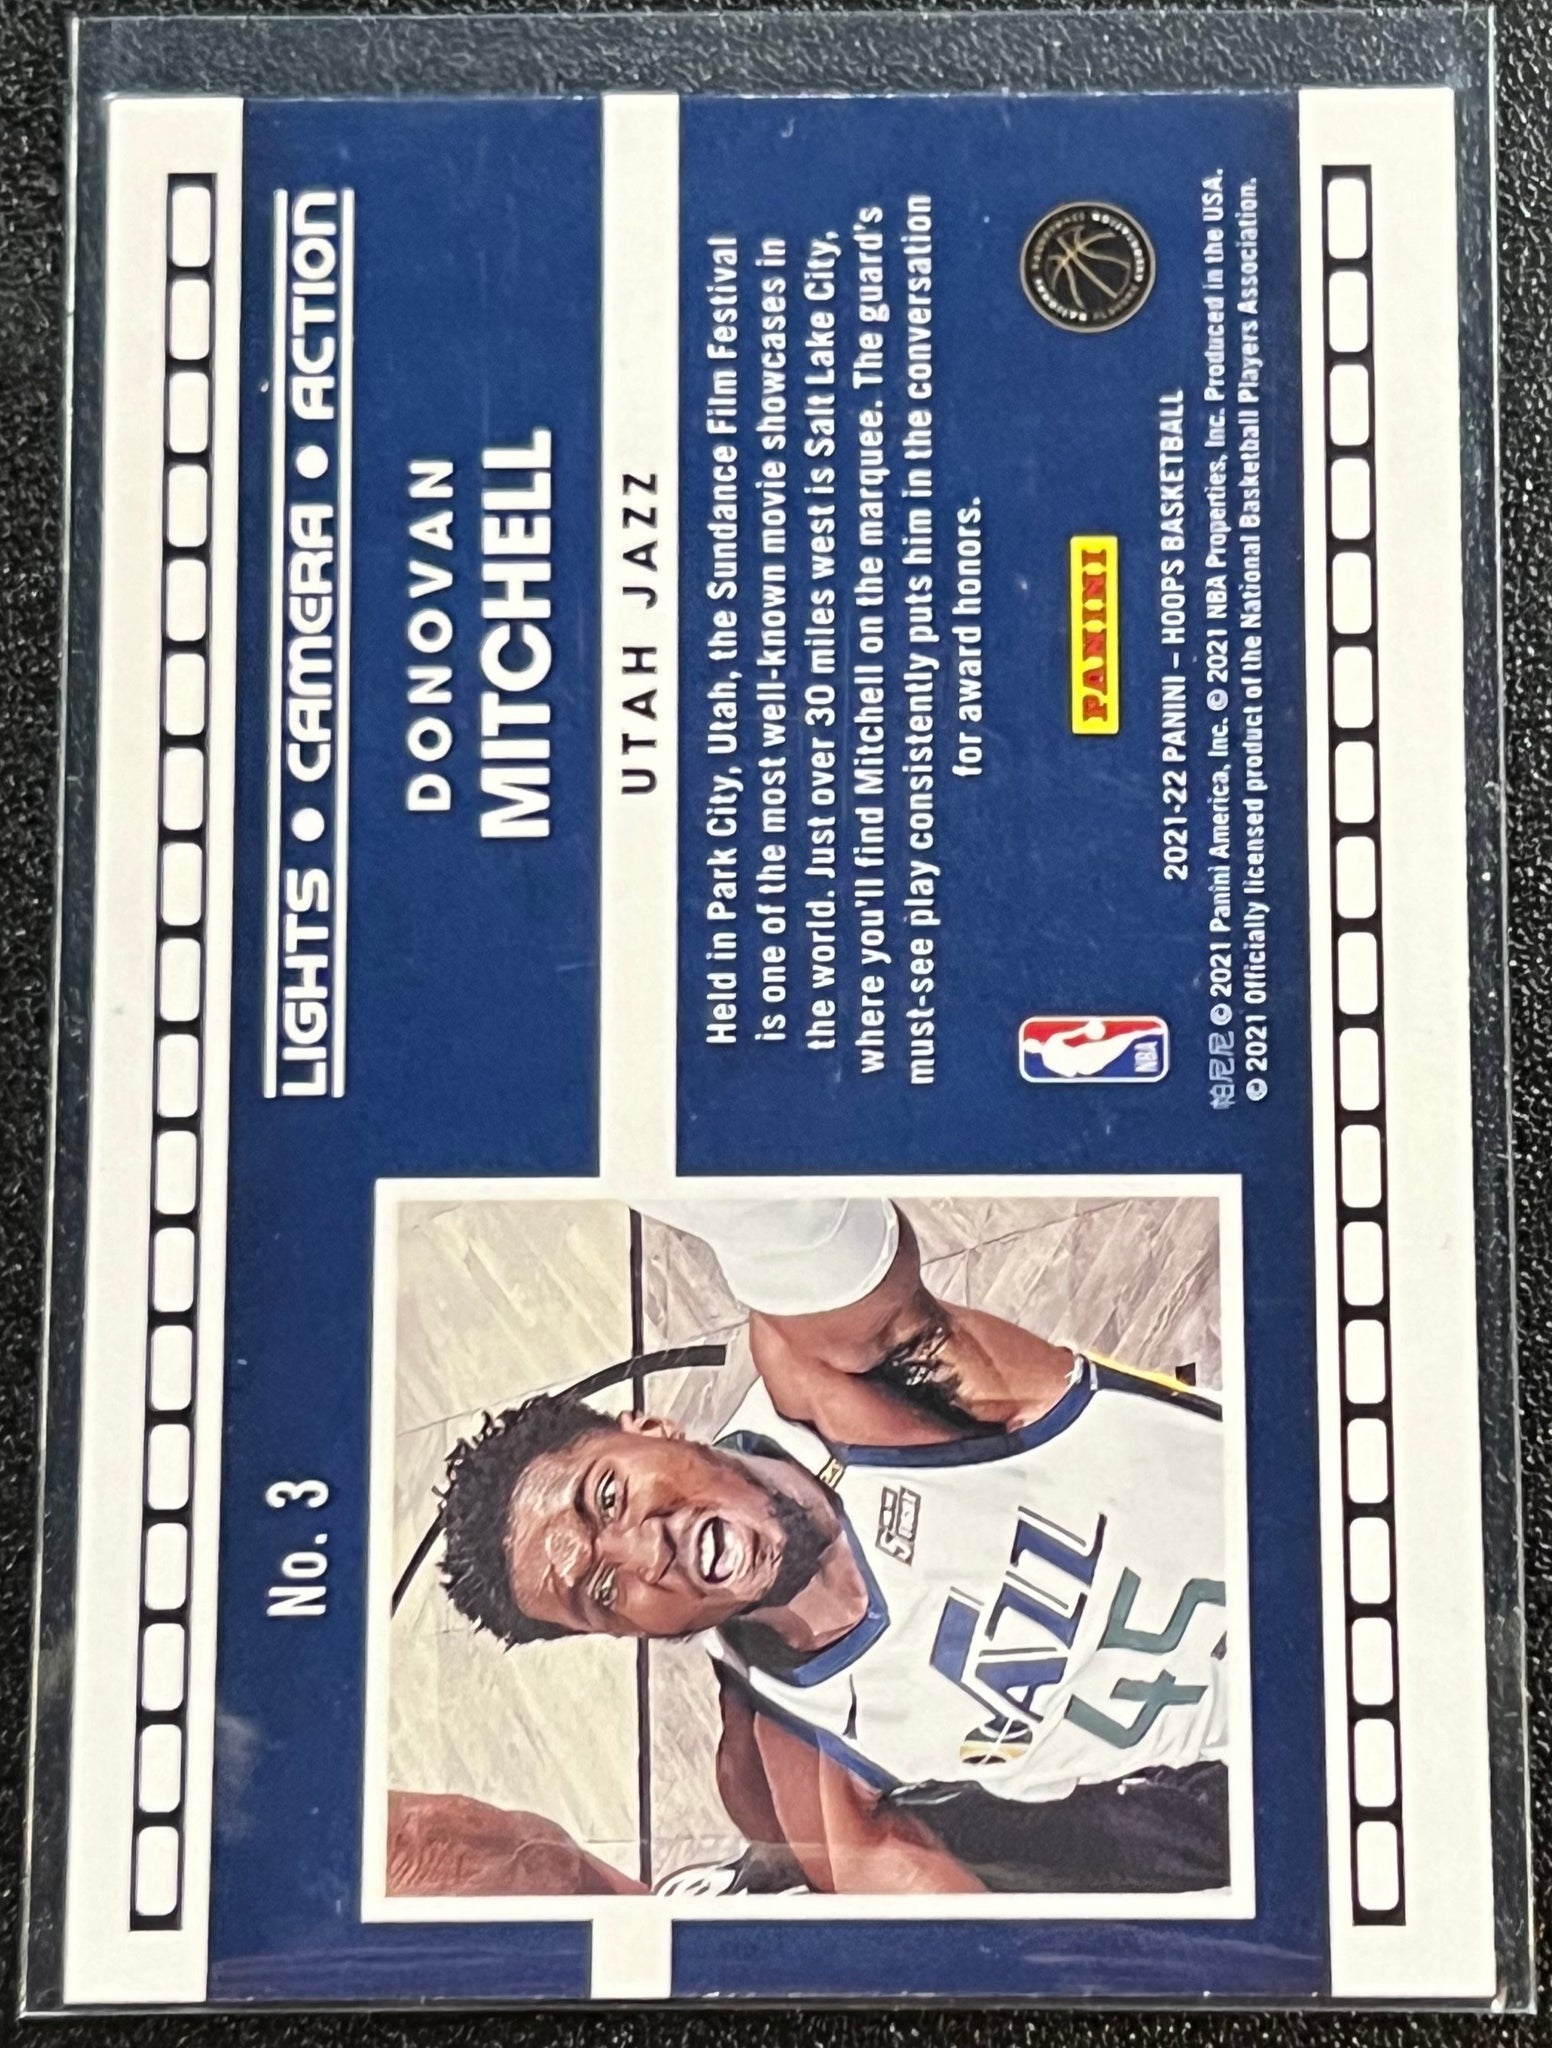 No. 3
LIGHTS • CAMERA • ACTION
DONOVAN
MITCHELL
UTAH JAZZ
Held in Park City, Utah, the Sundance Film Festival
is one of the most well-known movie showcases in
the world. Just over 30 miles west is Salt Lake City,
where you'll find Mitchell on the marquee. The guard's
must-see play consistently puts him in the conversation
for award honors.
JAZZ
45
NBA
PANINI
2021-22 PANINI – HOOPS BASKETBALL
帕尼尼 © 2021 Panini America, Inc. © 2021 NBA Properties, Inc. Produced in the USA.
© 2021 Officially licensed product of the National Basketball Players Association.